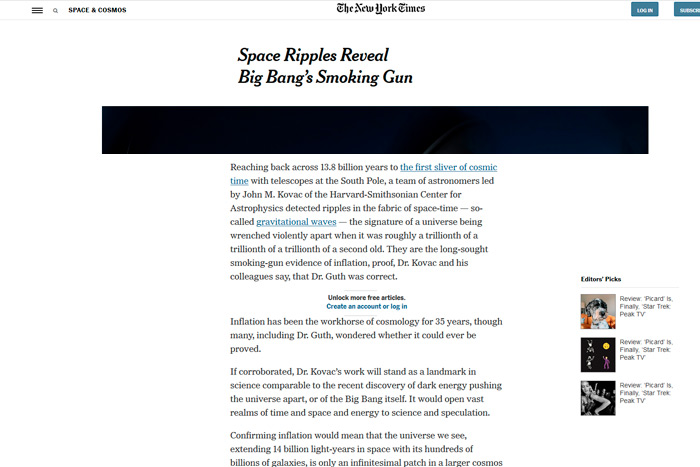 SPACE & COSMOS
The New York Times
LOG IN
SUBSCRI
Space Ripples Reveal
Big Bang's Smoking Gun
Reaching back across 13.8 billion years to the first sliver of cosmic
time with telescopes at the South Pole, a team of astronomers led
by John M. Kovac of the Harvard-Smithsonian Center for
Astrophysics detected ripples in the fabric of space-time — so-
called gravitational waves — the signature of a universe being
wrenched violently apart when it was roughly a trillionth of a
trillionth of a trillionth of a second old. They are the long-sought
smoking-gun evidence of inflation, proof, Dr. Kovac and his
colleagues say, that Dr. Guth was correct.
Unlock more free articles.
Create an account or log in
Inflation has been the workhorse of cosmology for 35 years, though
many, including Dr. Guth, wondered whether it could ever be
proved.
If corroborated, Dr. Kovac's work will stand as a landmark in
science comparable to the recent discovery of dark energy pushing
the universe apart, or of the Big Bang itself. It would open vast
realms of time and space and energy to science and speculation.
Confirming inflation would mean that the universe we see,
extending 14 billion light-years in space with its hundreds of
billions of galaxies, is only an infinitesimal patch in a larger cosmos
Editors' Picks
Review: 'Picard' Is,
Finally, 'Star Trek:
Peak TV'
Review: 'Picard' Is,
Finally, 'Star Trek:
Peak TV'
Review: 'Picard' Is,
Finally, 'Star Trek:
Peak TV'